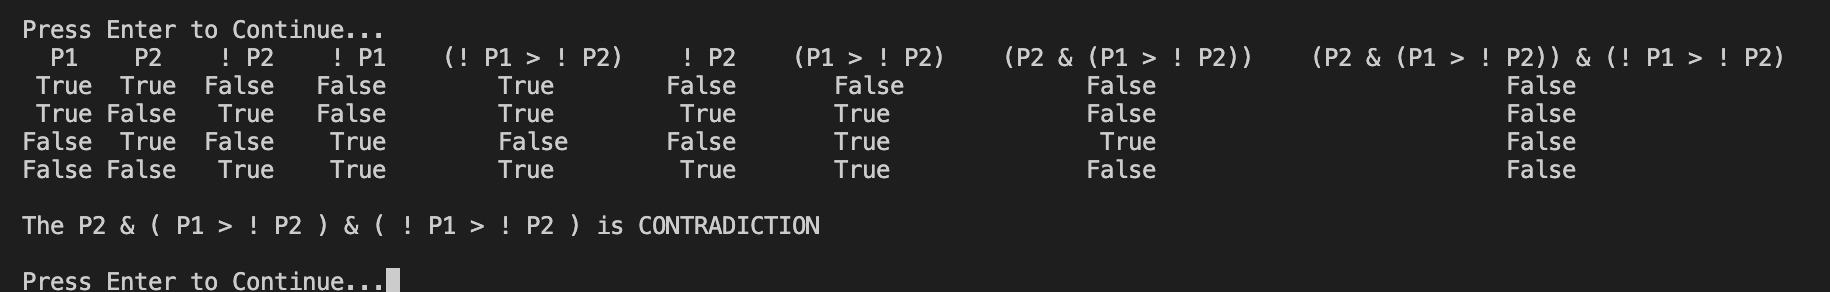 Press Enter to Continue...
P1 P2 ! P2 ! P1 (! P1 > ! P2) ! P2 (P1 > ! P2) (P2 & (P1 > ! P2)) (P2 & (P1 > ! P2)) & (! P1 > ! P2)
True True False False True False False False False
True False True False True True True False False
False True False True False False True True False
False False True True True True True False False
The P2 & ( P1 > ! P2 ) & ( ! P1 > ! P2 ) is CONTRADICTION
Press Enter to Continue...